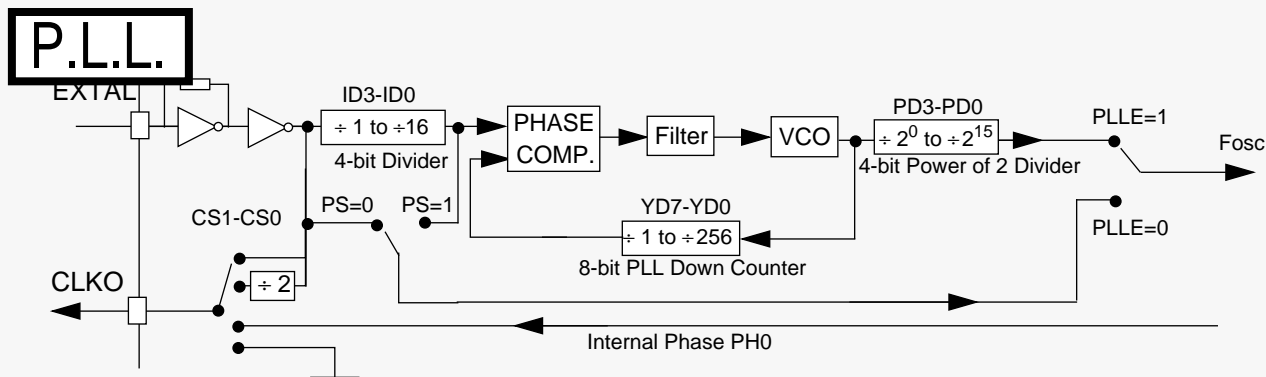 P.L.L.
EXTAL
ID3-ID0
÷ 1 to ÷16
4-bit Divider
PHASE
COMP.
Filter
VCO
PD3-PD0
÷ 2⁰ to ÷2¹⁵
4-bit Power of 2 Divider
PLLE=1
Fosc
CS1-CS0
PS=0
PS=1
YD7-YD0
÷ 1 to ÷256
8-bit PLL Down Counter
PLLE=0
CLKO
÷ 2
Internal Phase PH0